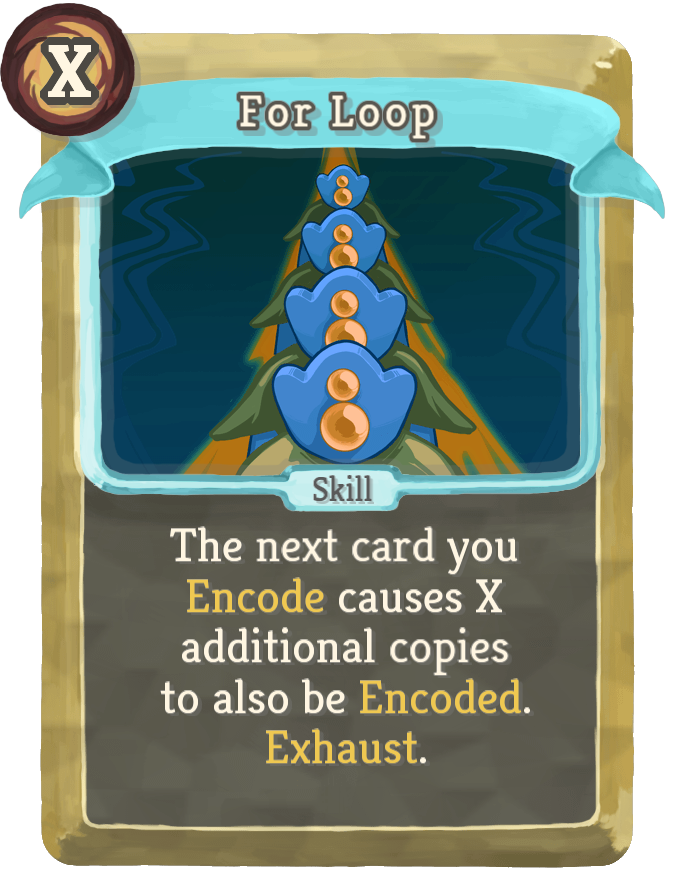 X
For Loop
Skill
The next card you
Encode causes X
additional copies
to also be Encoded.
Exhaust.